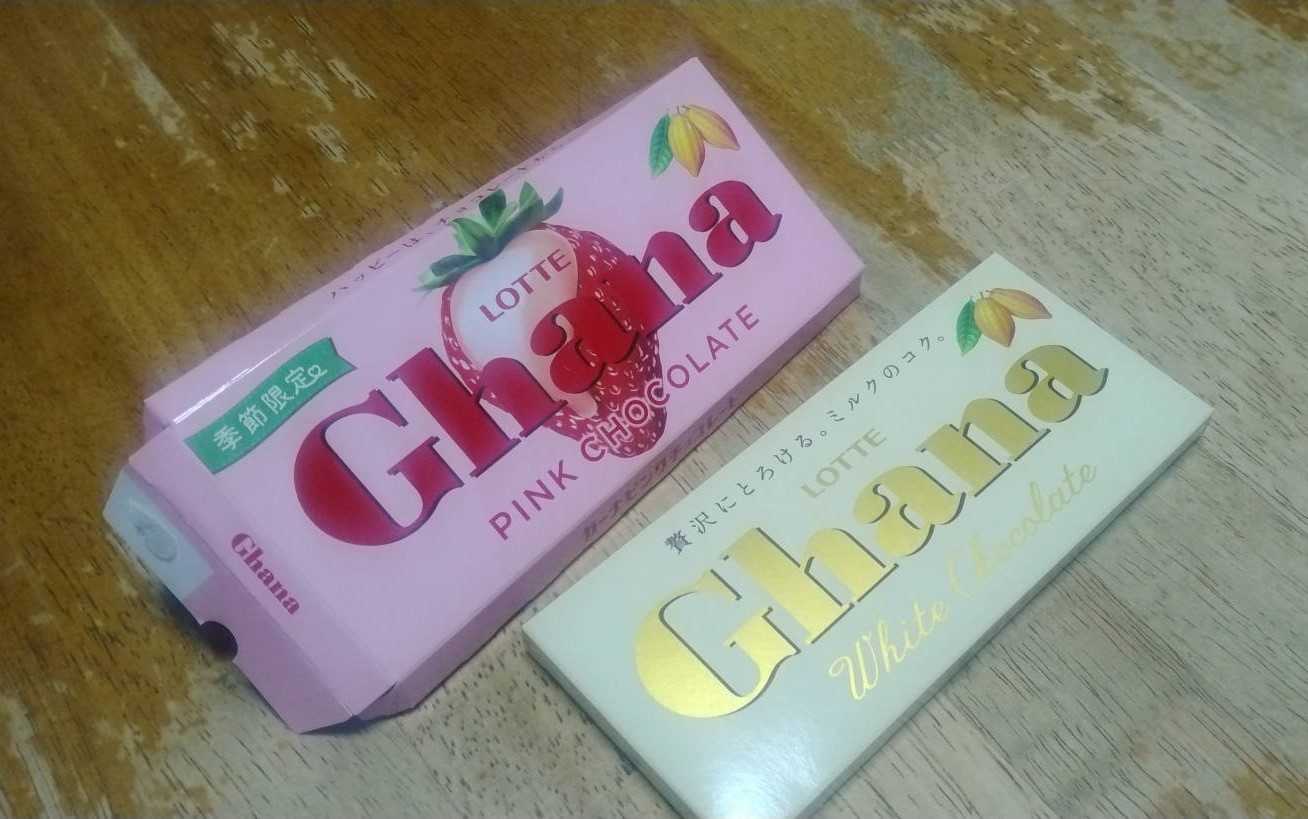 季節限定
LOTTE
Ghana
PINK CHOCOLATE
Ghana
贅沢にとろける。ミルクのコク。
LOTTE
Ghana
White Chocolate